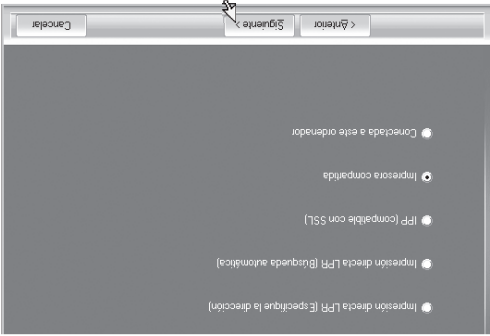 Impresión directa LPR (Especifique la dirección)
Impresión directa LPR (Búsqueda automática)
IPP (compatible con SSL)
Impresora compartida
Conectada a este ordenador
< Anterior
Siguiente >
Cancelar